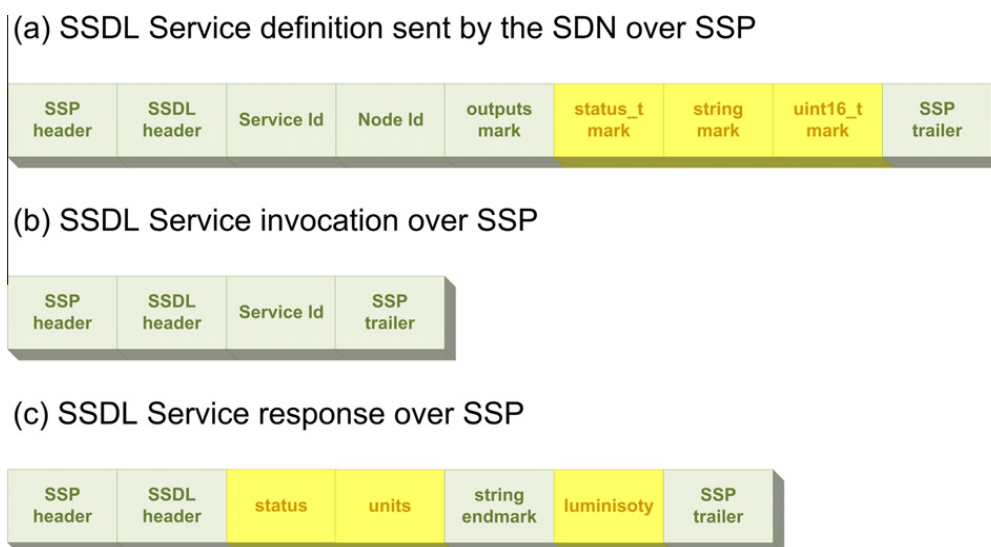 (a) SSDL Service definition sent by the SDN over SSP
SSP header
SSDL header
Service Id
Node Id
outputs mark
status_t mark
string mark
uint16_t mark
SSP trailer
(b) SSDL Service invocation over SSP
SSP header
SSDL header
Service Id
SSP trailer
(c) SSDL Service response over SSP
SSP header
SSDL header
status
units
string endmark
luminisoty
SSP trailer